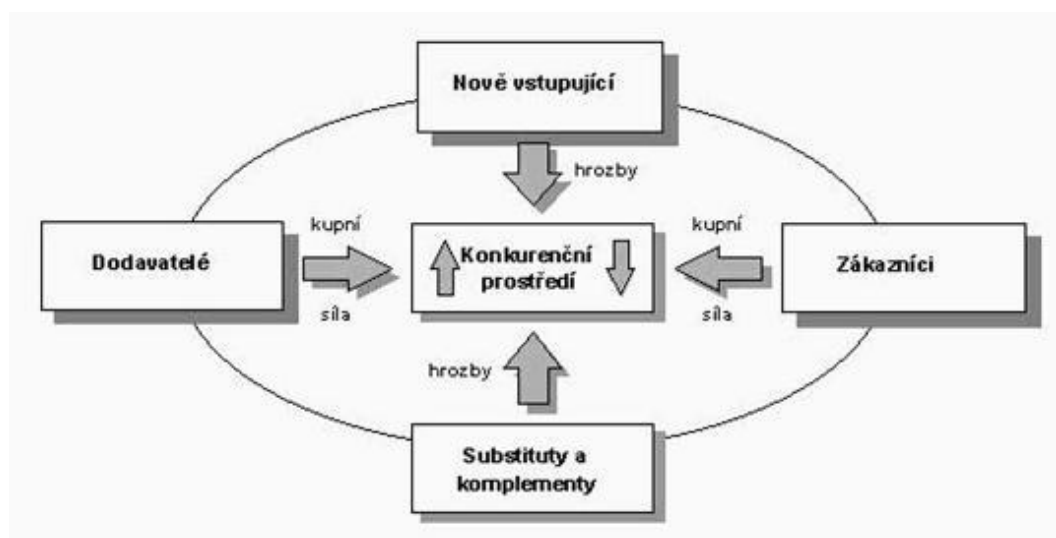 Nově vstupující
hrozby
kupní
kupní
Dodavatelé
Konkurenční
prostředí
Zákazníci
síla
síla
hrozby
Substituty a
komplementy